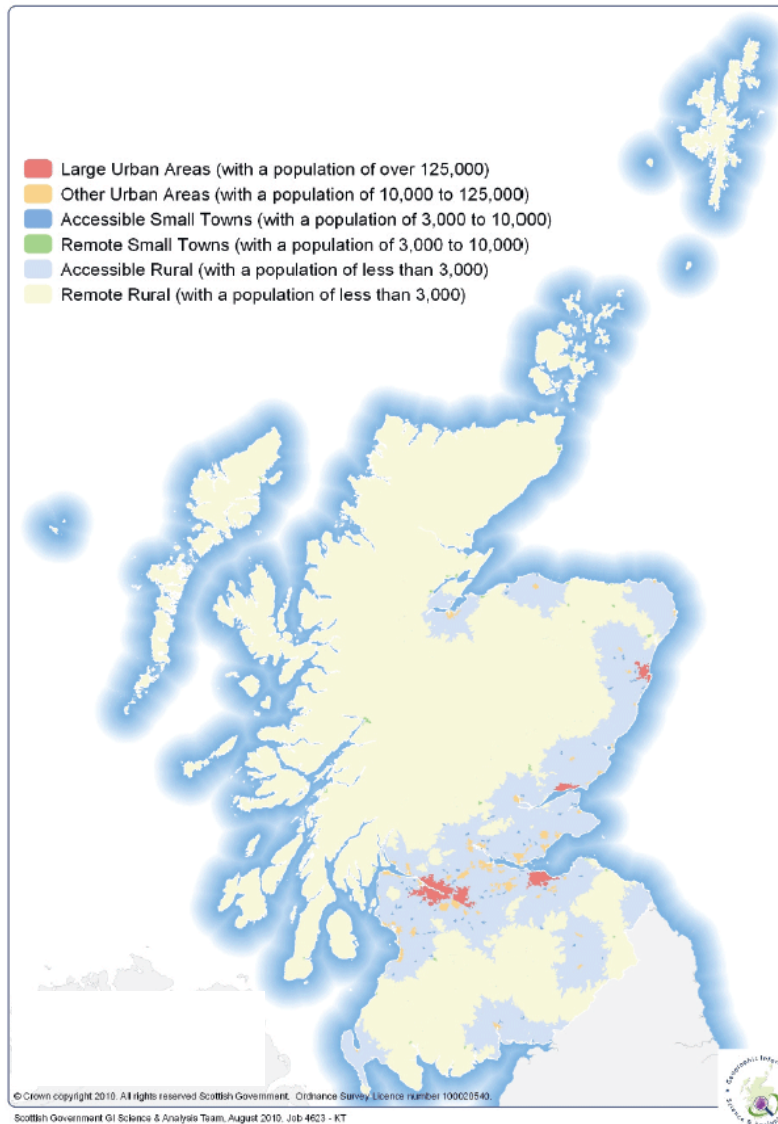 Large Urban Areas (with a population of over 125,000)
Other Urban Areas (with a population of 10,000 to 125,000)
Accessible Small Towns (with a population of 3,000 to 10,000)
Remote Small Towns (with a population of 3,000 to 10,000)
Accessible Rural (with a population of less than 3,000)
Remote Rural (with a population of less than 3,000)
© Crown copyright 2010. All rights reserved Scottish Government. Ordnance Survey Licence number 100020540.
Scottish Government GI Science & Analysis Team, August 2010, Job 4623 - KT